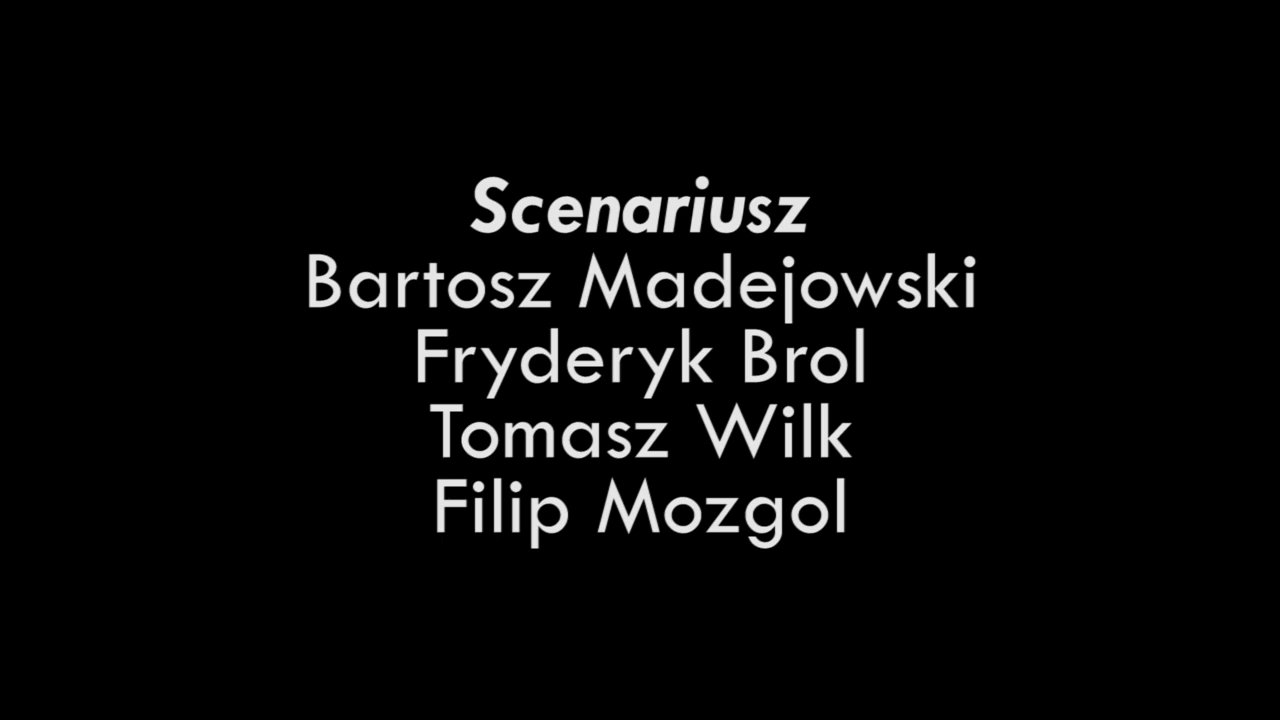 Scenariusz
Bartosz Madejowski
Fryderyk Brol
Tomasz Wilk
Filip Mozgol